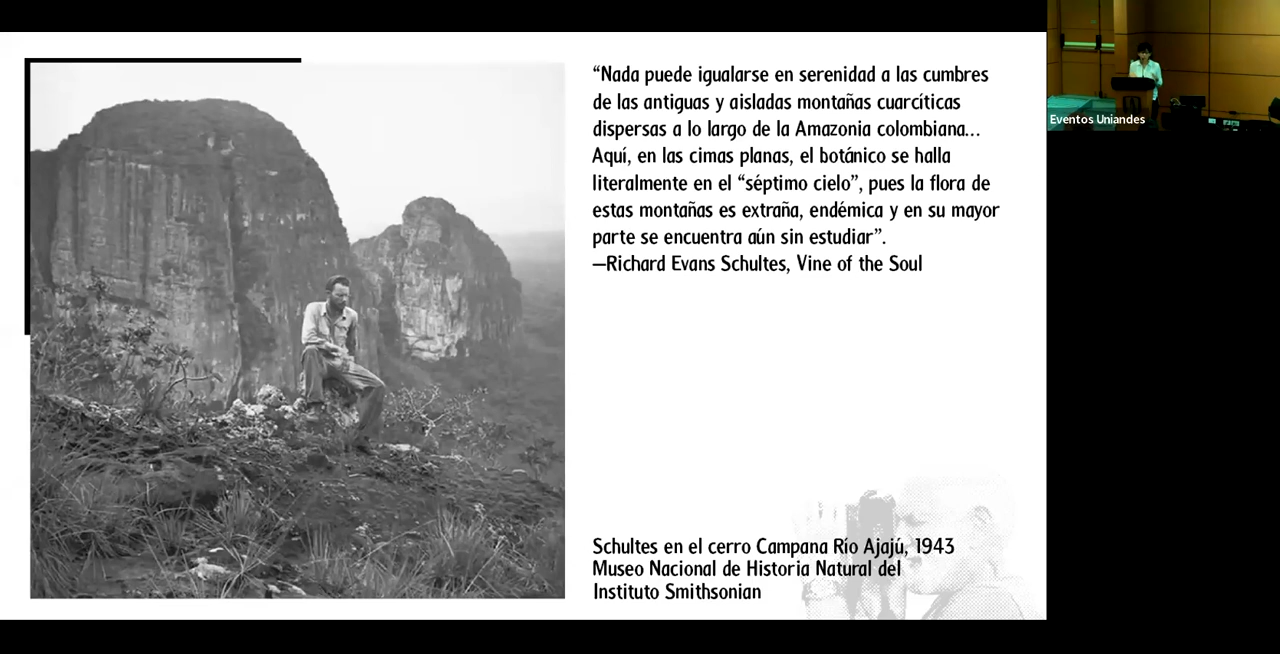 “Nada puede igualarse en serenidad a las cumbres
de las antiguas y aisladas montañas cuarcíticas
dispersas a lo largo de la Amazonia colombiana...
Aquí, en las cimas planas, el botánico se halla
literalmente en el “séptimo cielo”, pues la flora de
estas montañas es extraña, endémica y en su mayor
parte se encuentra aún sin estudiar”.
—Richard Evans Schultes, Vine of the Soul
Schultes en el cerro Campana Río Ajajú, 1943
Museo Nacional de Historia Natural del
Instituto Smithsonian
Eventos Uniandes